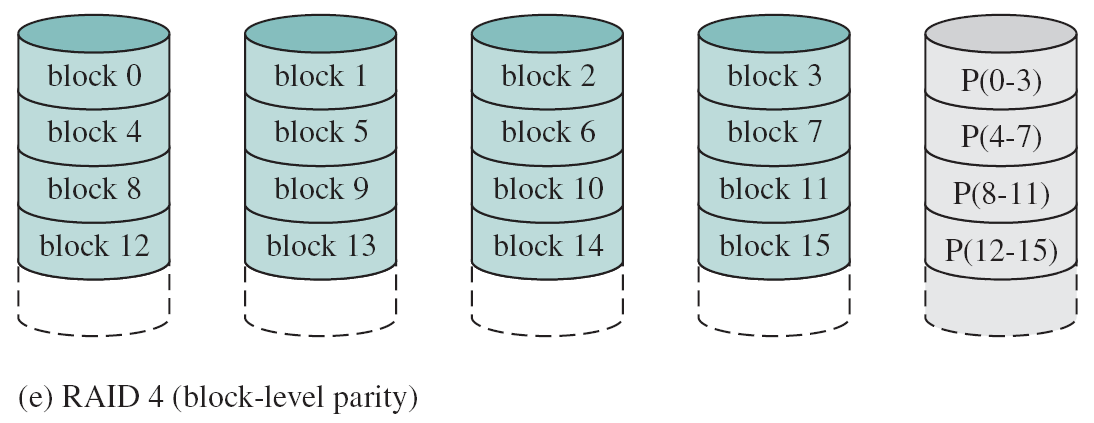 block 0 block 1 block 2 block 3 P(0-3)
block 4 block 5 block 6 block 7 P(4-7)
block 8 block 9 block 10 block 11 P(8-11)
block 12 block 13 block 14 block 15 P(12-15)
(e) RAID 4 (block-level parity)